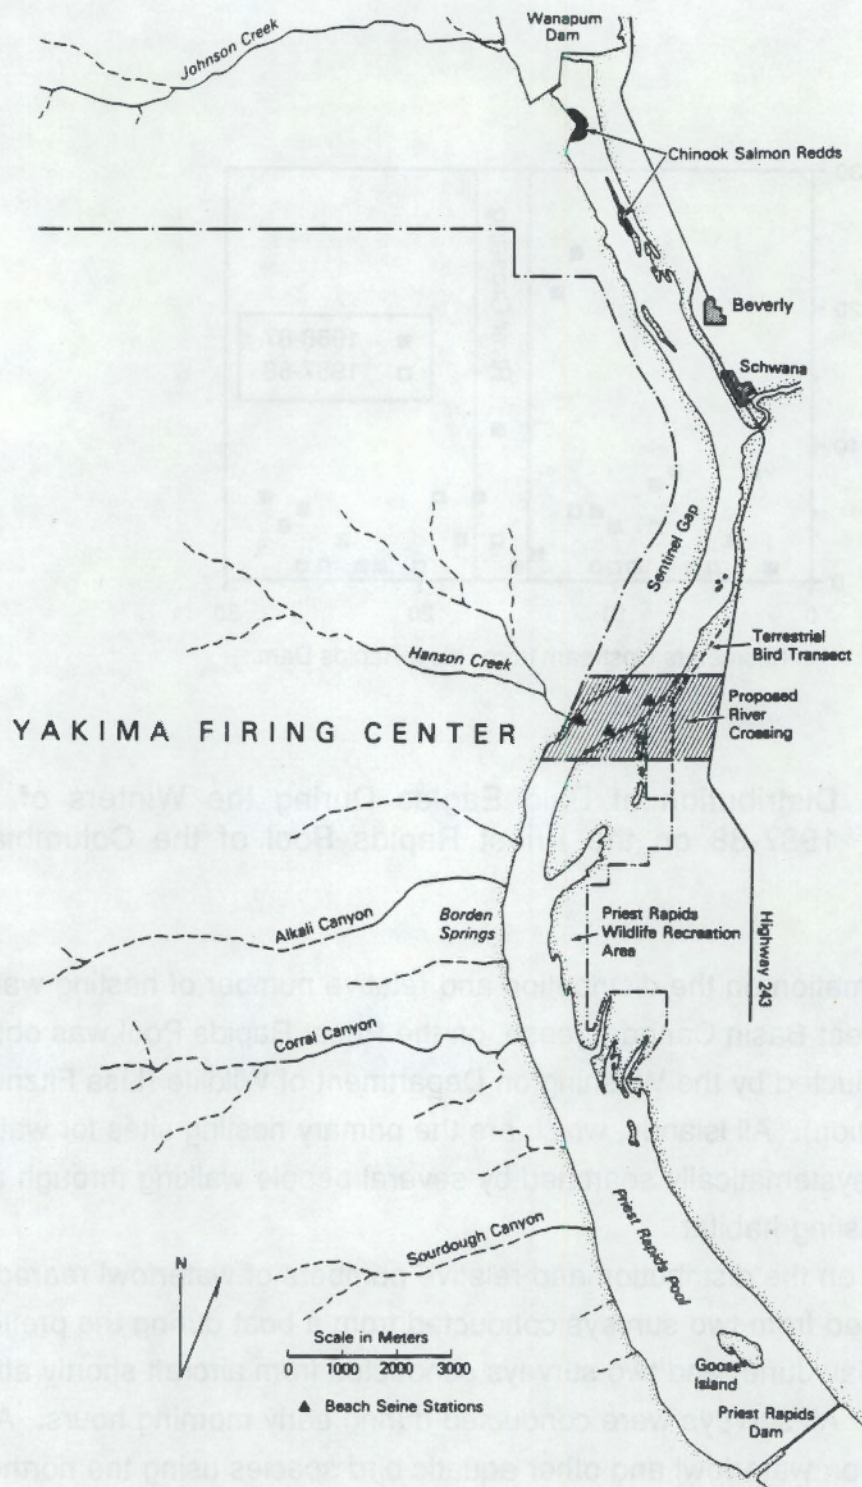 Wanapum
Dam
Johnson Creek
Chinook Salmon Redds
Beverly
Schwana
Sentinel Gap
Terrestrial
Bird Transect
Hanson Creek
Proposed
River
Crossing
YAKIMA FIRING CENTER
Alkali Canyon
Borden
Springs
Priest Rapids
Wildlife Recreation
Area
Highway 243
Corral Canyon
Priest Rapids Pool
Sourdough Canyon
N
Scale in Meters
0 1000 2000 3000
Goose
Island
▲ Beach Seine Stations
Priest Rapids
Dam